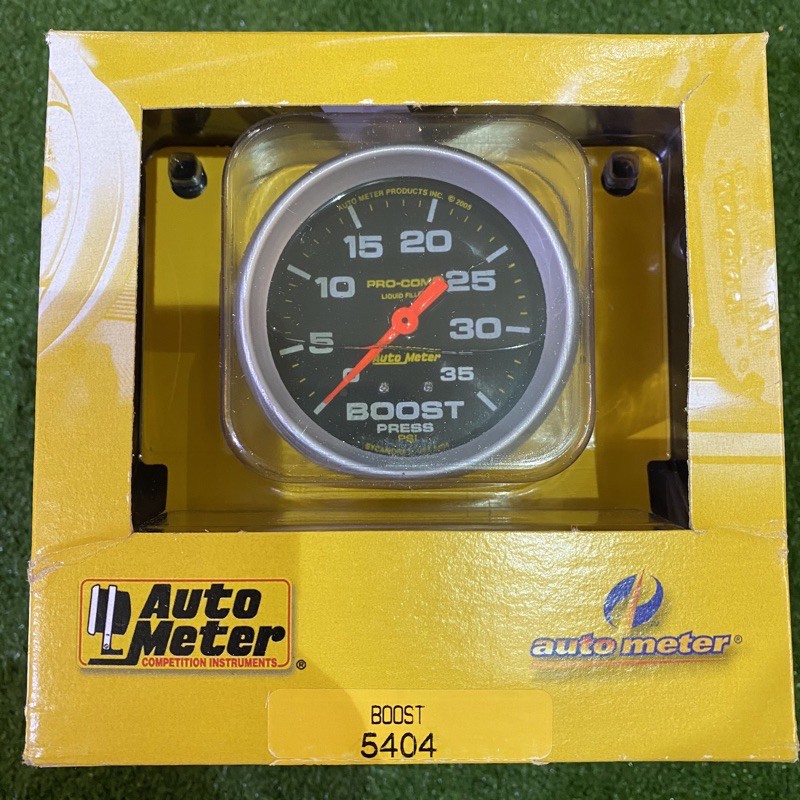 AUTO METER PRODUCTS INC. © 2005
15 20
10 25
PRO-COMP
LIQUID FILLED
5 30
Auto Meter
0 35
BOOST
PRESS
PSI
Auto Meter
COMPETITION INSTRUMENTS
®
auto meter®
BOOST
5404